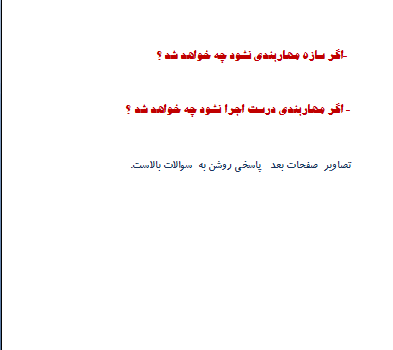 -اگر سازه مهاربندی نشود چه خواهد شد ؟
- اگر مهاربندی درست اجرا نشود چه خواهد شد ؟
تصاویر صفحات بعد پاسخی روشن به سوالات بالاست.